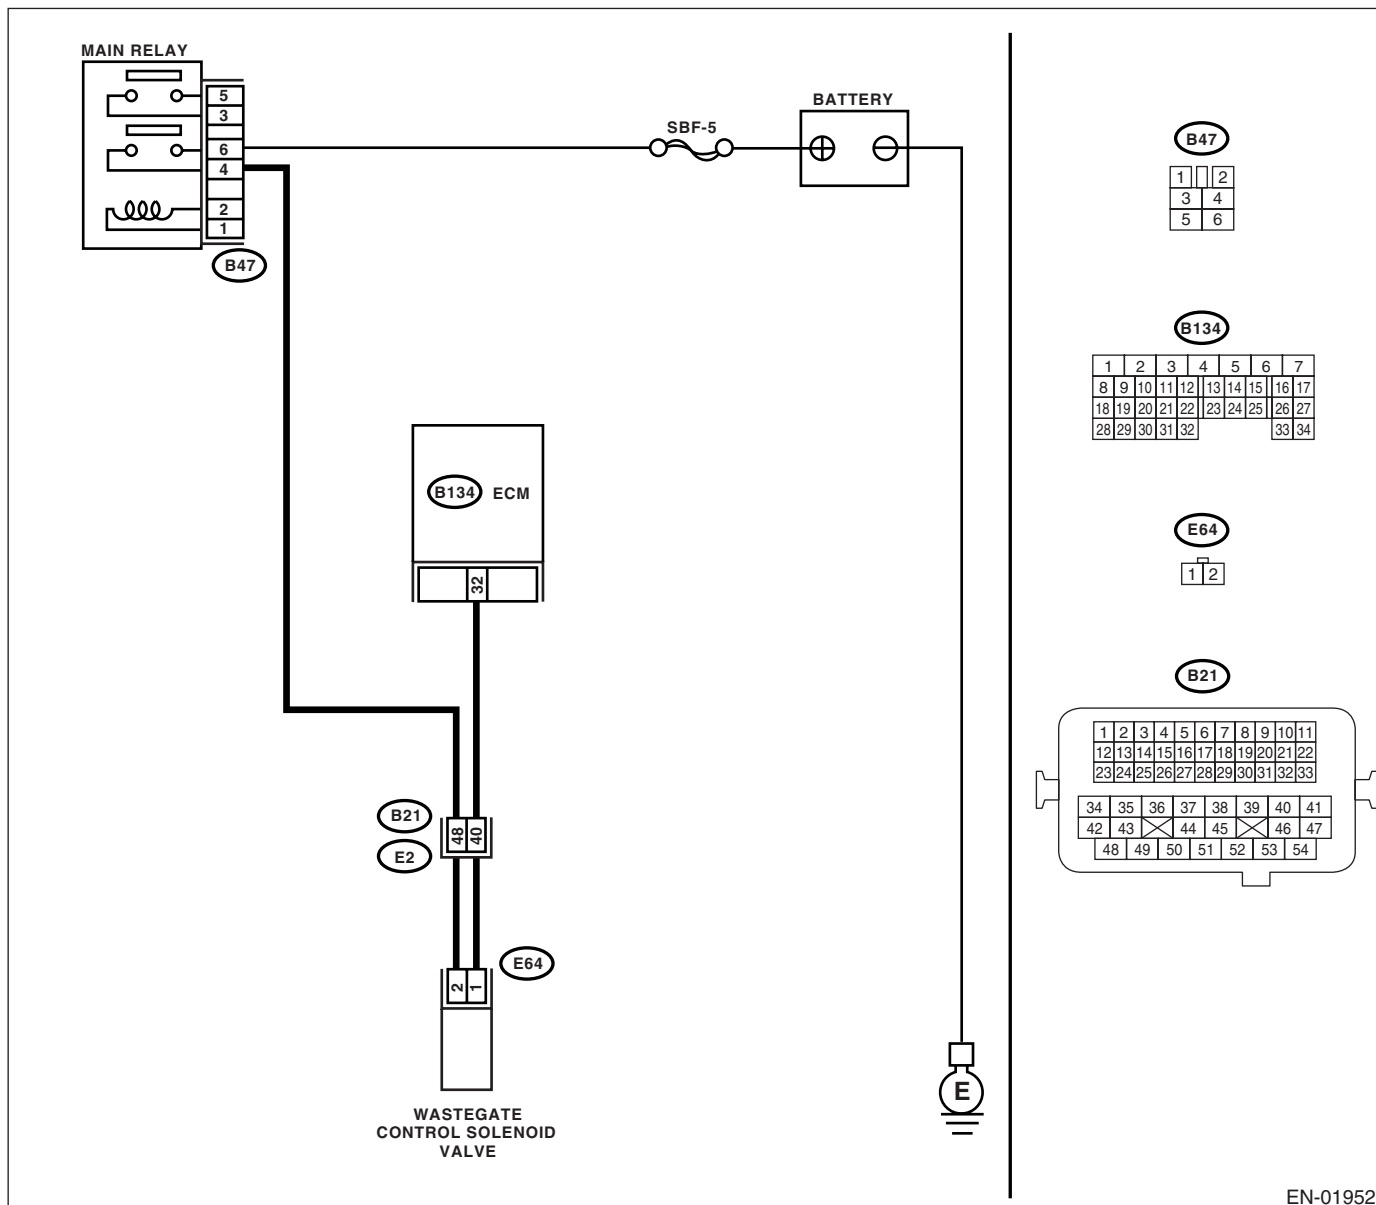 MAIN RELAY
5
3
6
4
2
1
B47
SBF-5
BATTERY
B134 ECM
32
B21
E2
48 40
E64
2 1
WASTEGATE
CONTROL SOLENOID
VALVE
E
B47
1 2
3 4
5 6
B134
1 2 3 4 5 6 7
8 9 10 11 12 13 14 15 16 17
18 19 20 21 22 23 24 25 26 27
28 29 30 31 32 33 34
E64
1 2
B21
1 2 3 4 5 6 7 8 9 10 11
12 13 14 15 16 17 18 19 20 21 22
23 24 25 26 27 28 29 30 31 32 33
34 35 36 37 38 39 40 41
42 43 44 45 46 47
48 49 50 51 52 53 54
EN-01952